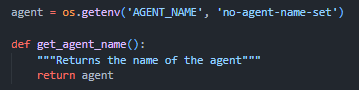 agent = os.getenv('AGENT_NAME', 'no-agent-name-set')
def get_agent_name():
    """Returns the name of the agent"""
    return agent